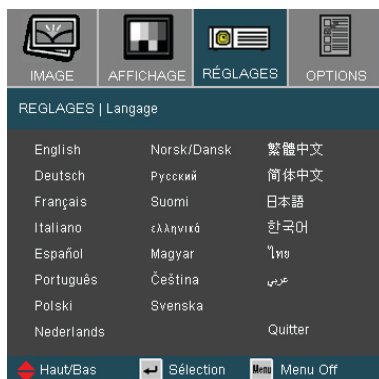 IMAGE AFFICHAGE RÉGLAGES OPTIONS
REGLAGES | Langage
English Norsk/Dansk 繁體中文
Deutsch Русский 简体中文
Français Suomi 日本語
Italiano ελληνικά 한국어
Español Magyar ไทย
Português Čeština عربي
Polski Svenska
Nederlands Quitter
Haut/Bas Sélection Menu Menu Off